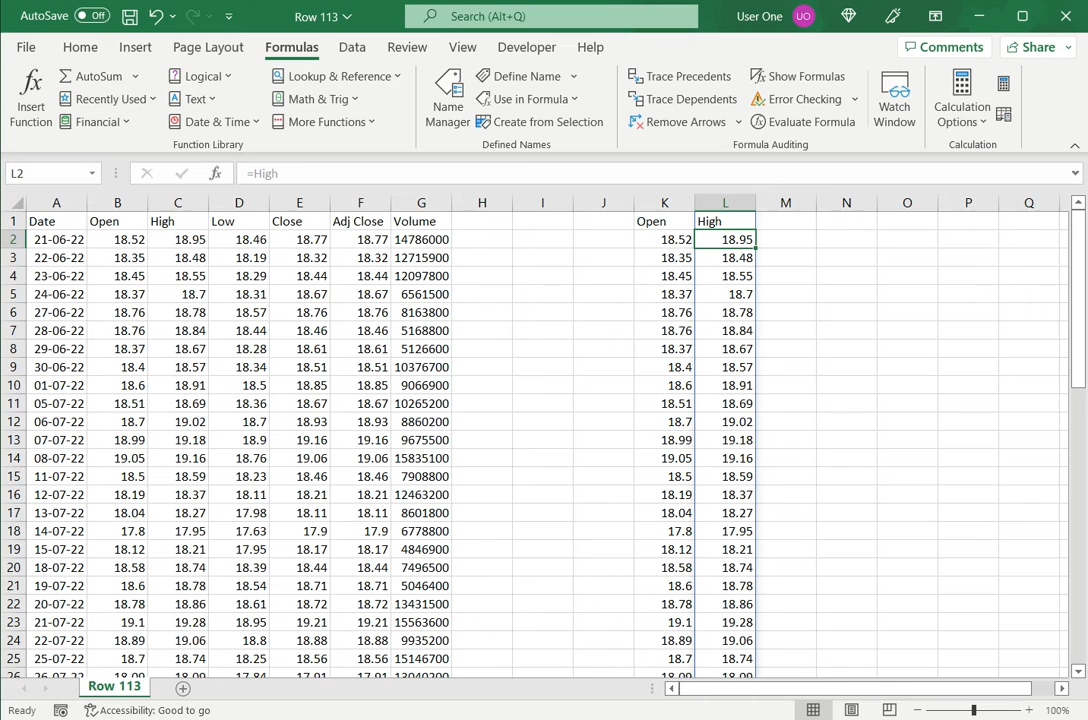 AutoSave Off Row 113 Search (Alt+Q) User One UO
File Home Insert Page Layout Formulas Data Review View Developer Help Comments Share
Insert Function
AutoSum
Recently Used
Financial
Logical
Text
Date & Time
Lookup & Reference
Math & Trig
More Functions
Function Library
Name Manager
Define Name
Use in Formula
Create from Selection
Defined Names
Trace Precedents
Trace Dependents
Remove Arrows
Show Formulas
Error Checking
Evaluate Formula
Formula Auditing
Watch Window
Calculation Options
Calculation
L2 fx =High
A B C D E F G H I J K L M N O P Q
1 Date Open High Low Close Adj Close Volume Open High
2 21-06-22 18.52 18.95 18.46 18.77 18.77 14786000 18.52 18.95
3 22-06-22 18.35 18.48 18.19 18.32 18.32 12715900 18.35 18.48
4 23-06-22 18.45 18.55 18.29 18.44 18.44 12097800 18.45 18.55
5 24-06-22 18.37 18.7 18.31 18.67 18.67 6561500 18.37 18.7
6 27-06-22 18.76 18.78 18.57 18.76 18.76 8163800 18.76 18.78
7 28-06-22 18.76 18.84 18.44 18.46 18.46 5168800 18.76 18.84
8 29-06-22 18.37 18.67 18.28 18.61 18.61 5126600 18.37 18.67
9 30-06-22 18.4 18.57 18.34 18.51 18.51 10376700 18.4 18.57
10 01-07-22 18.6 18.91 18.5 18.85 18.85 9066900 18.6 18.91
11 05-07-22 18.51 18.69 18.36 18.67 18.67 10265200 18.51 18.69
12 06-07-22 18.7 19.02 18.7 18.93 18.93 8860200 18.7 19.02
13 07-07-22 18.99 19.18 18.9 19.16 19.16 9675500 18.99 19.18
14 08-07-22 19.05 19.16 18.76 19.06 19.06 15835100 19.05 19.16
15 11-07-22 18.5 18.59 18.23 18.46 18.46 7908800 18.5 18.59
16 12-07-22 18.19 18.37 18.11 18.21 18.21 12463200 18.19 18.37
17 13-07-22 18.04 18.27 17.98 18.11 18.11 8601800 18.04 18.27
18 14-07-22 17.8 17.95 17.63 17.9 17.9 6778800 17.8 17.95
19 15-07-22 18.12 18.21 17.95 18.17 18.17 4846900 18.12 18.21
20 18-07-22 18.58 18.74 18.39 18.44 18.44 7496500 18.58 18.74
21 19-07-22 18.6 18.78 18.54 18.71 18.71 5046400 18.6 18.78
22 20-07-22 18.78 18.86 18.61 18.72 18.72 13431500 18.78 18.86
23 21-07-22 19.1 19.28 18.95 19.21 19.21 15563600 19.1 19.28
24 22-07-22 18.89 19.06 18.8 18.88 18.88 9935200 18.89 19.06
25 25-07-22 18.7 18.74 18.25 18.56 18.56 15146700 18.7 18.74
26 26-07-22 18.09 18.09 17.84 17.91 17.91 13040200 18.09 18.09
Row 113
Ready Accessibility: Good to go 100%